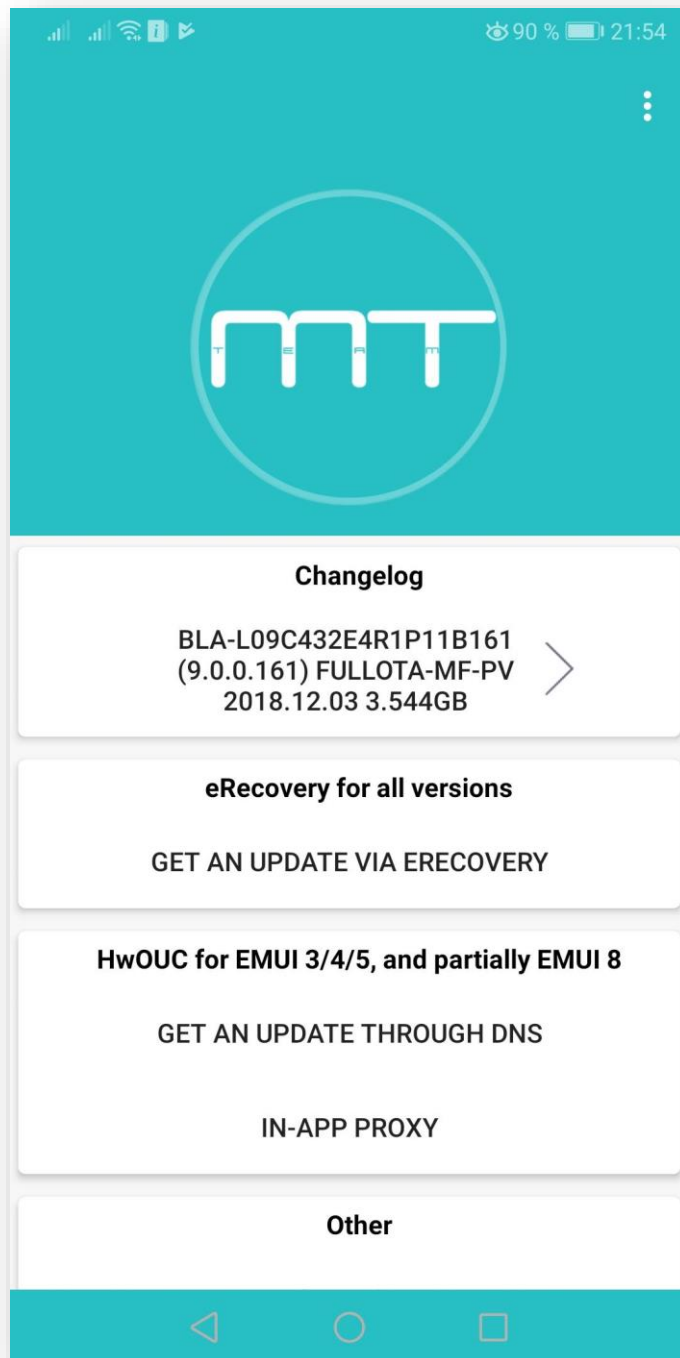 90 % 21:54
MT
TEAM
Changelog
BLA-L09C432E4R1P11B161
(9.0.0.161) FULLOTA-MF-PV
2018.12.03 3.544GB
eRecovery for all versions
GET AN UPDATE VIA ERECOVERY
HwOUC for EMUI 3/4/5, and partially EMUI 8
GET AN UPDATE THROUGH DNS
IN-APP PROXY
Other